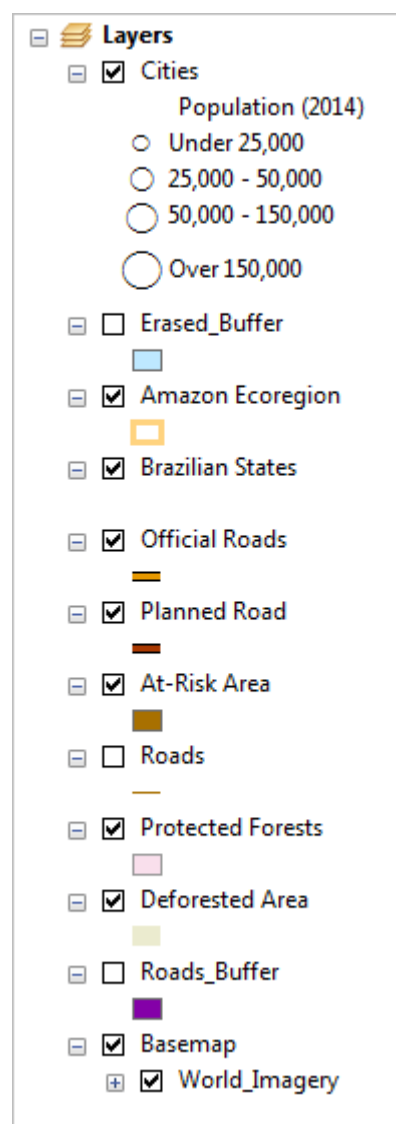 Layers
Cities
Population (2014)
Under 25,000
25,000 - 50,000
50,000 - 150,000
Over 150,000
Erased_Buffer
Amazon Ecoregion
Brazilian States
Official Roads
Planned Road
At-Risk Area
Roads
Protected Forests
Deforested Area
Roads_Buffer
Basemap
World_Imagery